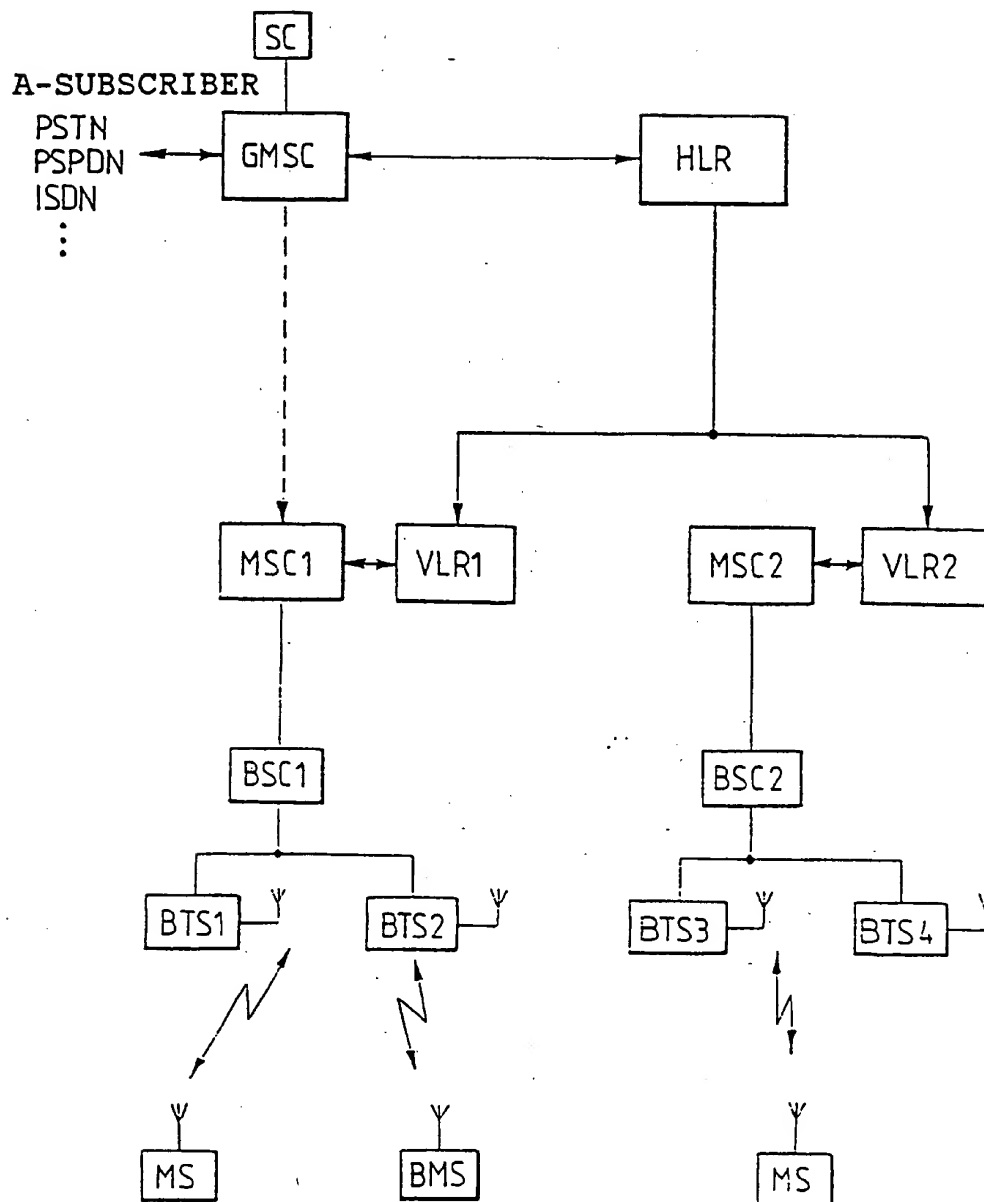 SC
A-SUBSCRIBER
PSTN
PSPDN
ISDN
GMSC
HLR
MSC1
VLR1
MSC2
VLR2
BSC1
BSC2
BTS1
BTS2
BTS3
BTS4
MS
BMS
MS